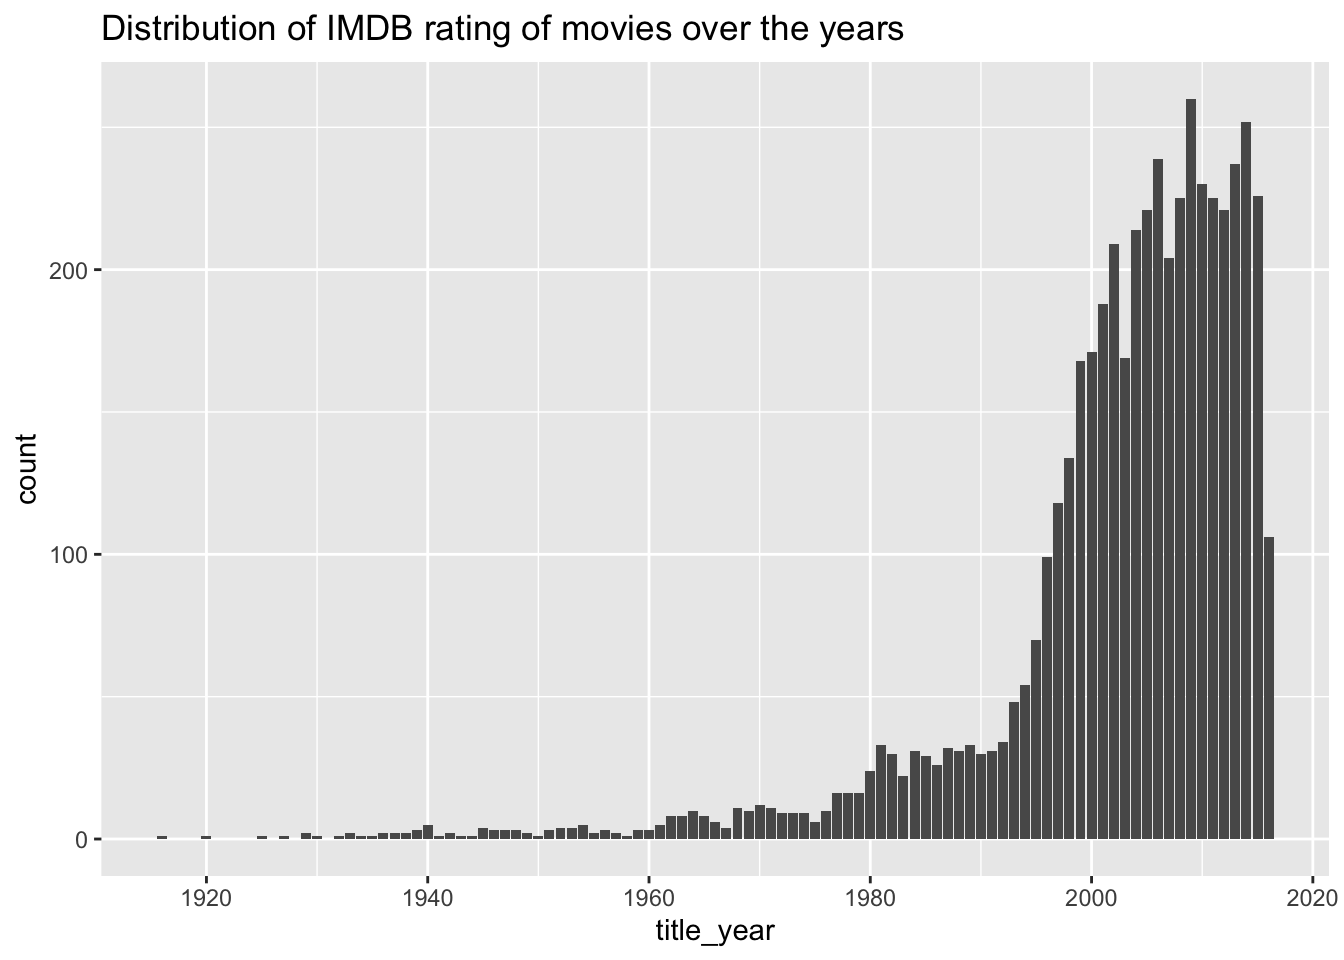 Distribution of IMDB rating of movies over the years
count
200
100
0
1920 1940 1960 1980 2000 2020
title_year